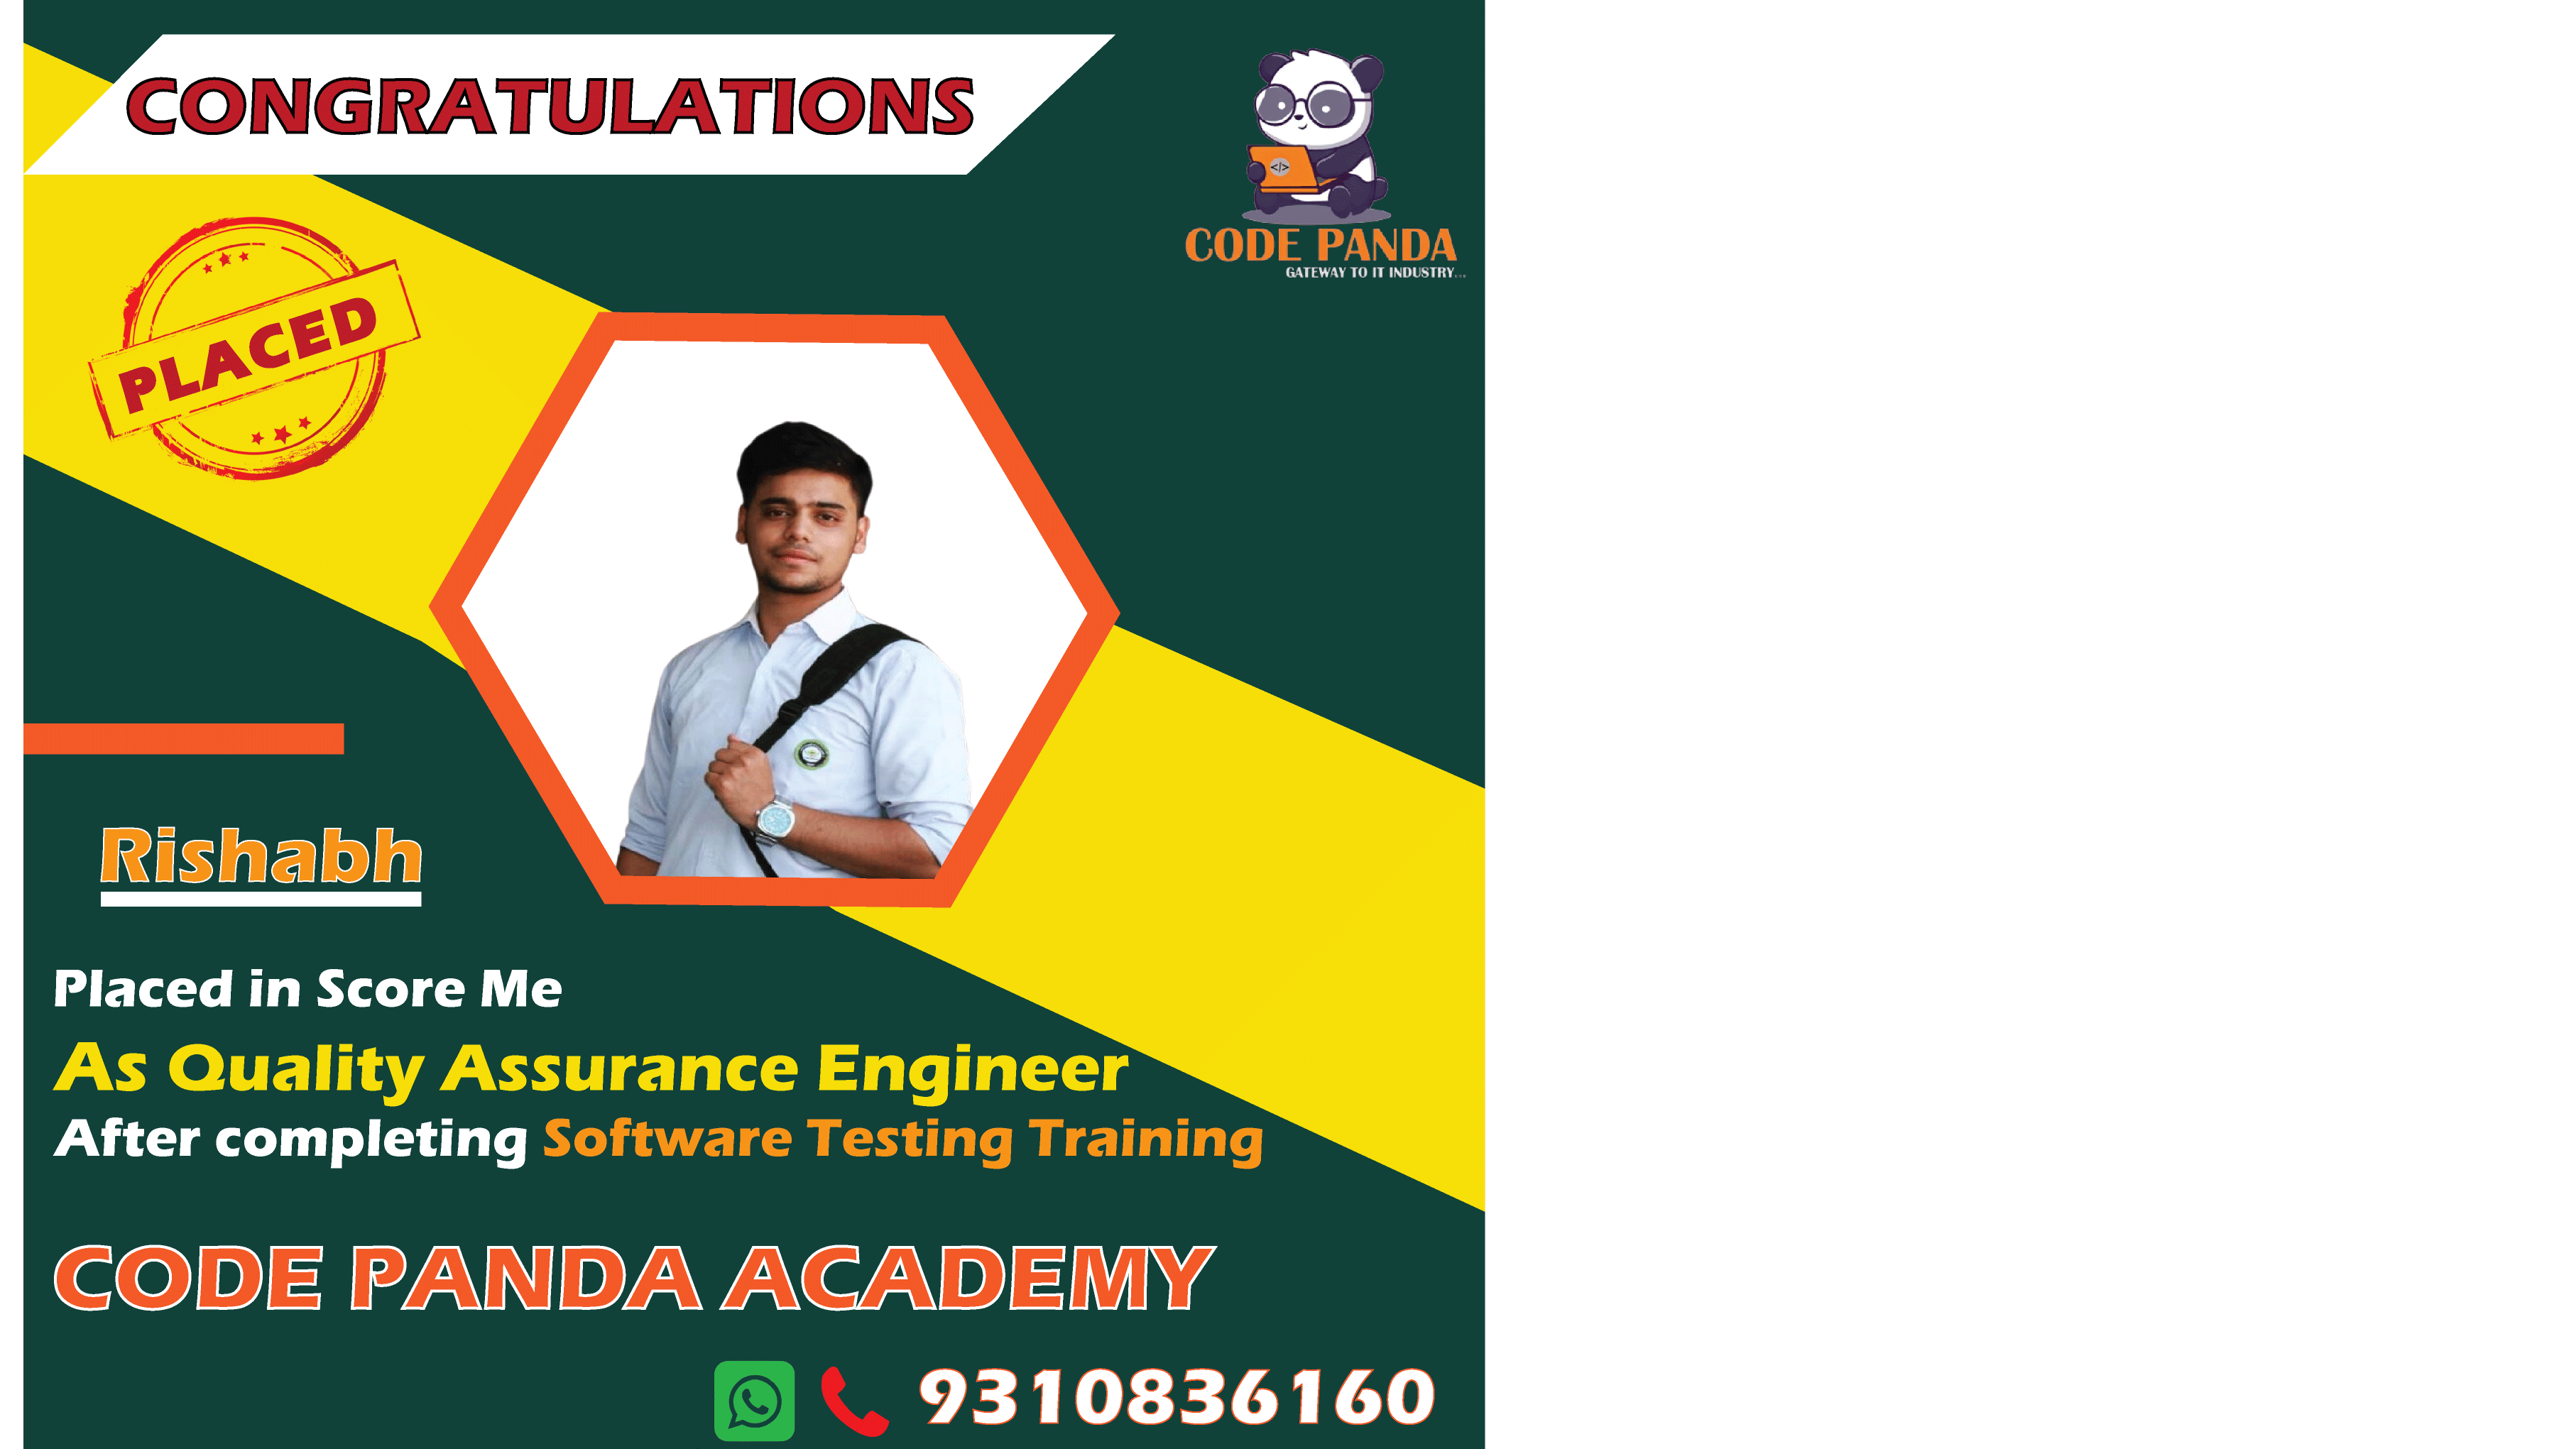 CONGRATULATIONS
</>
CODE PANDA
GATEWAY TO IT INDUSTRY....
PLACED
Rishabh
Placed in Score Me
As Quality Assurance Engineer
After completing Software Testing Training
CODE PANDA ACADEMY
9310836160